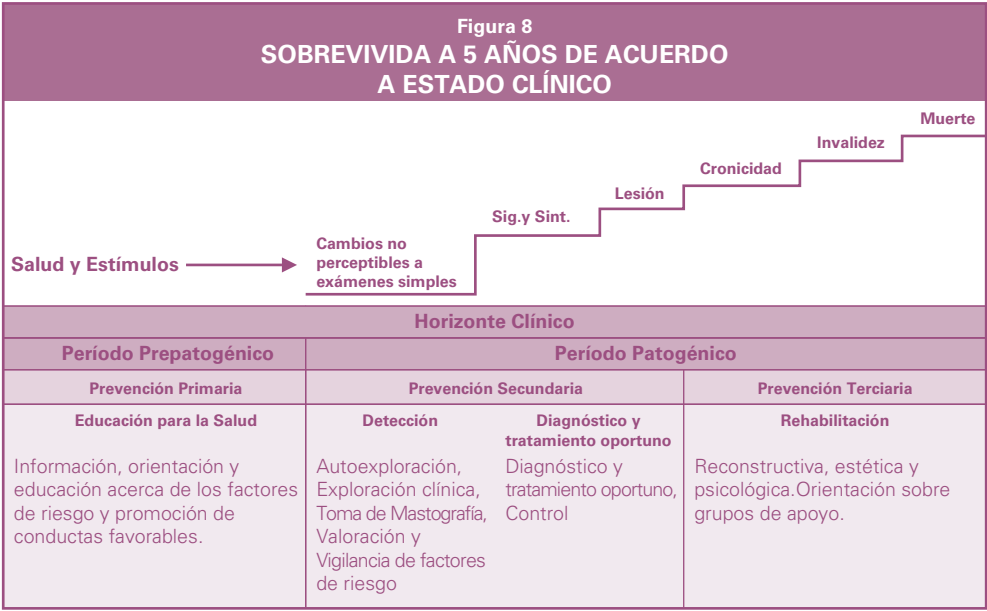 Figura 8
SOBREVIVIDA A 5 AÑOS DE ACUERDO
A ESTADO CLÍNICO
Muerte
Invalidez
Cronicidad
Lesión
Sig.y Sint.
Salud y Estímulos
Cambios no
perceptibles a
exámenes simples
Horizonte Clínico
Período Prepatogénico
Período Patogénico
Prevención Primaria
Prevención Secundaria
Prevención Terciaria
Educación para la Salud
Información, orientación y
educación acerca de los factores
de riesgo y promoción de
conductas favorables.
Detección
Autoexploración,
Exploración clínica,
Toma de Mastografía,
Valoración y
Vigilancia de factores
de riesgo
Diagnóstico y
tratamiento oportuno
Diagnóstico y
tratamiento oportuno,
Control
Rehabilitación
Reconstructiva, estética y
psicológica.Orientación sobre
grupos de apoyo.